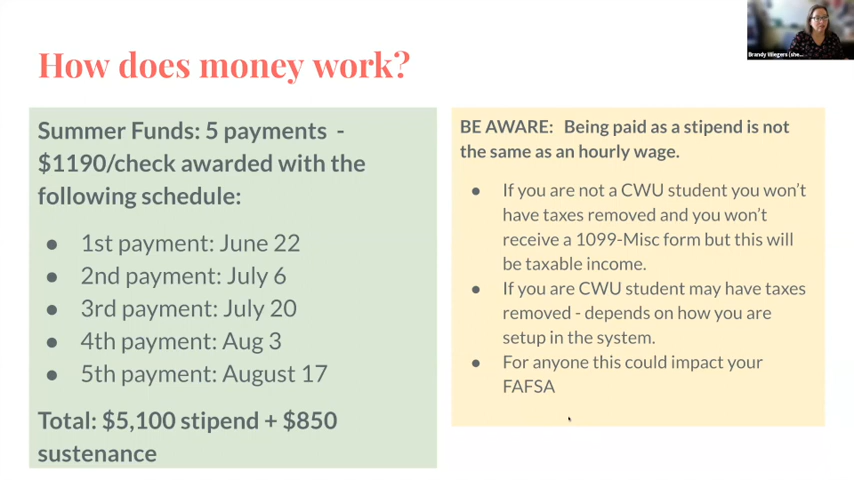 How does money work?
Summer Funds: 5 payments -
$1190/check awarded with the
following schedule:
● 1st payment: June 22
● 2nd payment: July 6
● 3rd payment: July 20
● 4th payment: Aug 3
● 5th payment: August 17
Total: $5,100 stipend + $850
sustenance
BE AWARE: Being paid as a stipend is not
the same as an hourly wage.
● If you are not a CWU student you won't
have taxes removed and you won't
receive a 1099-Misc form but this will
be taxable income.
● If you are CWU student may have taxes
removed - depends on how you are
setup in the system.
● For anyone this could impact your
FAFSA
Brandy Wiegers (she...